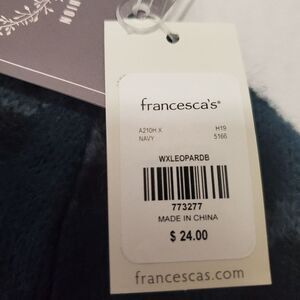 francesca's®
A210H.X H19
NAVY 5166
WXLEOPARDB
773277
MADE IN CHINA
$ 24.00
francescas.com